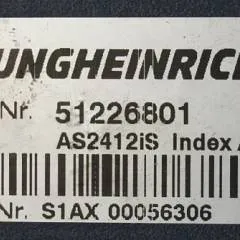 UNGHEINRICH
Nr. 51226801
AS2412iS Index A
Nr. S1AX 00056306